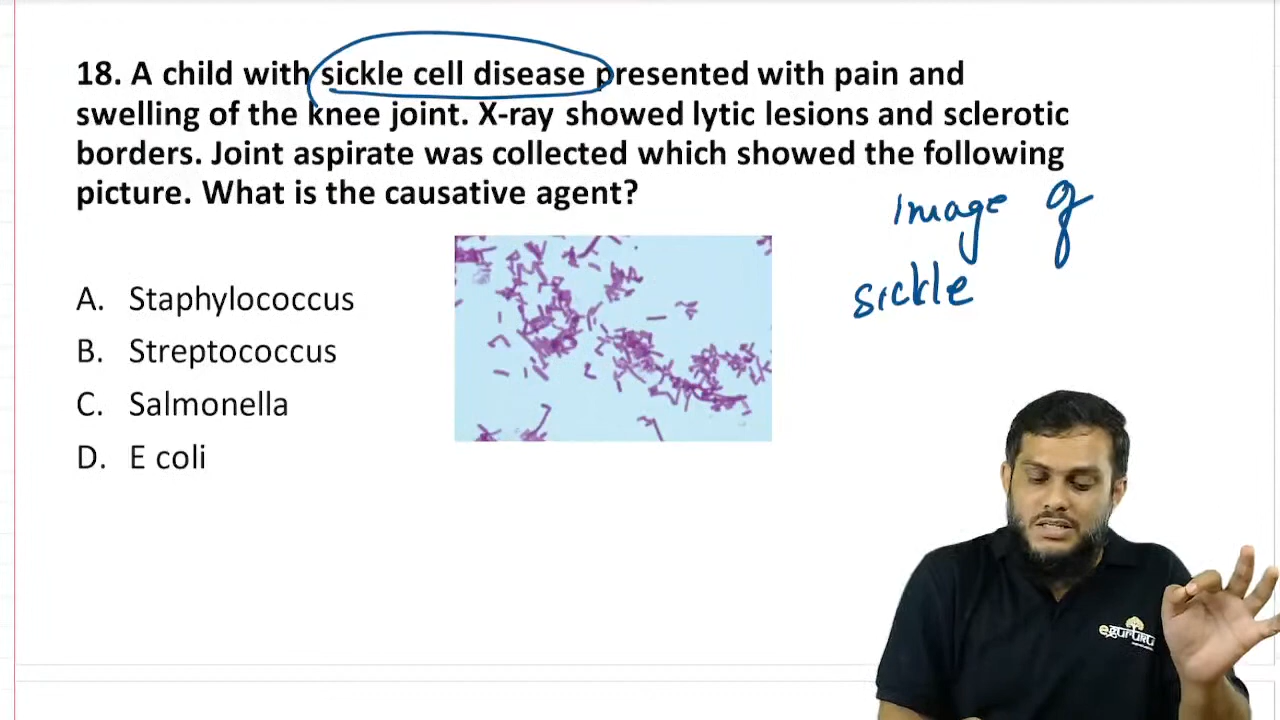 18. A child with sickle cell disease presented with pain and
swelling of the knee joint. X-ray showed lytic lesions and sclerotic
borders. Joint aspirate was collected which showed the following
picture. What is the causative agent?
Image of
sickle
A. Staphylococcus
B. Streptococcus
C. Salmonella
D. E coli
egurukul